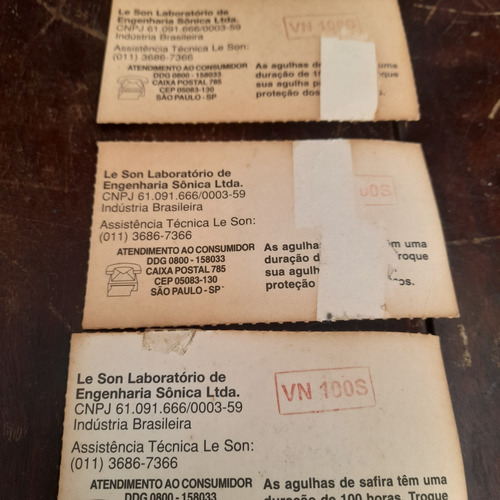 Le Son Laboratório da
Engenharia Sônica Ltda.
CNPJ 61.091.666/0003-59
Indústria Brasileira
VN 100S
Assistência Técnica Le Son:
(011) 3686-7366
ATENDIMENTO AO CONSUMIDOR
DDG 0800 - 158033
CAIXA POSTAL 785
CEP 05083-130
SÃO PAULO - SP
As agulhas de
duração de
sua agulha
proteção dos
Le Son Laboratório de
Engenharia Sônica Ltda.
CNPJ 61.091.666/0003-59
Indústria Brasileira
00S
Assistência Técnica Le Son:
(011) 3686-7366
ATENDIMENTO AO CONSUMIDOR
DDG 0800 - 158033
CAIXA POSTAL 785
CEP 05083-130
SÃO PAULO - SP
As agulhas êm uma
duração d Troque
sua agulh
proteção
Le Son Laboratório de
Engenharia Sônica Ltda.
CNPJ 61.091.666/0003-59
Indústria Brasileira
VN 100S
Assistência Técnica Le Son:
(011) 3686-7366
ATENDIMENTO AO CONSUMIDOR
DDG 0800 - 158033
As agulhas de safira têm uma
duração de 100 horas. Troque